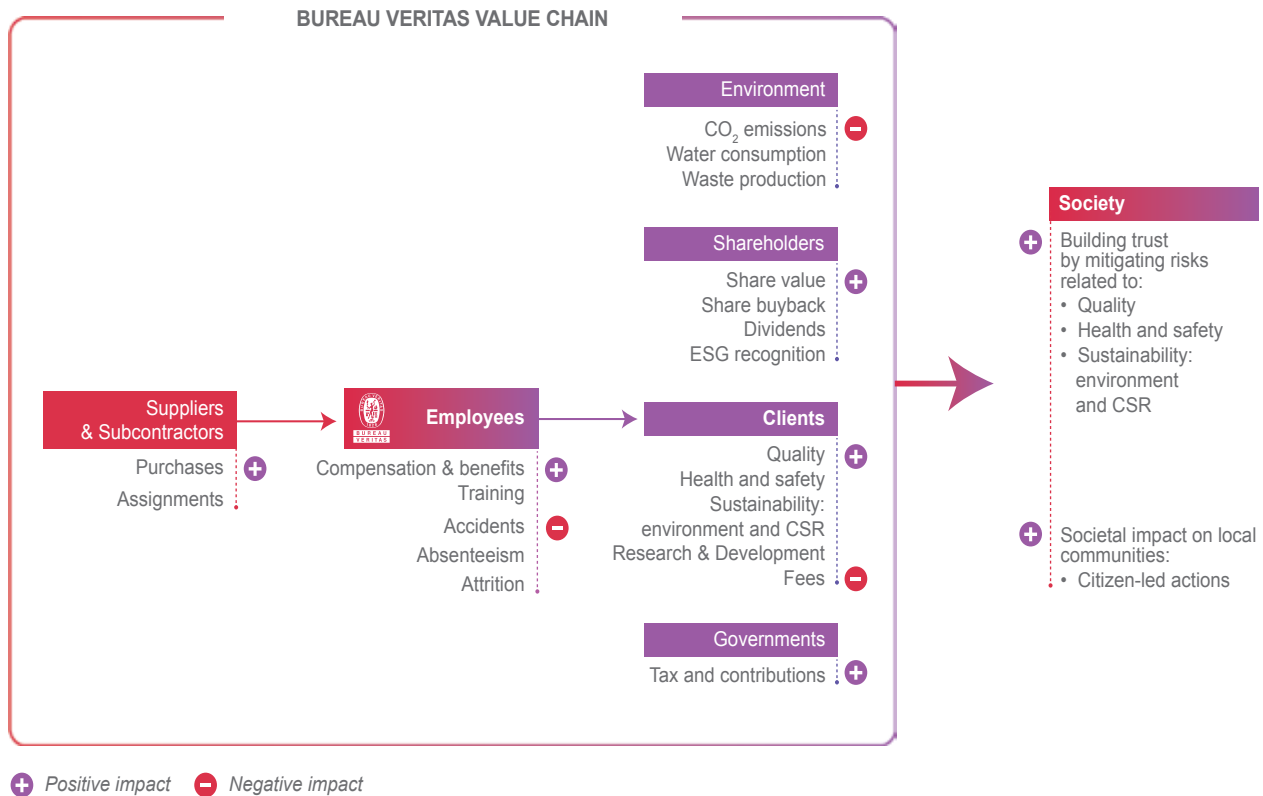 BUREAU VERITAS VALUE CHAIN
Environment
CO2 emissions
Water consumption
Waste production
Shareholders
Share value
Share buyback
Dividends
ESG recognition
Suppliers
& Subcontractors
Purchases
Assignments
BUREAU
VERITAS
Employees
Compensation & benefits
Training
Accidents
Absenteeism
Attrition
Clients
Quality
Health and safety
Sustainability:
environment and CSR
Research & Development
Fees
Governments
Tax and contributions
Society
Building trust
by mitigating risks
related to:
• Quality
• Health and safety
• Sustainability:
environment
and CSR
Societal impact on local
communities:
• Citizen-led actions
Positive impact
Negative impact